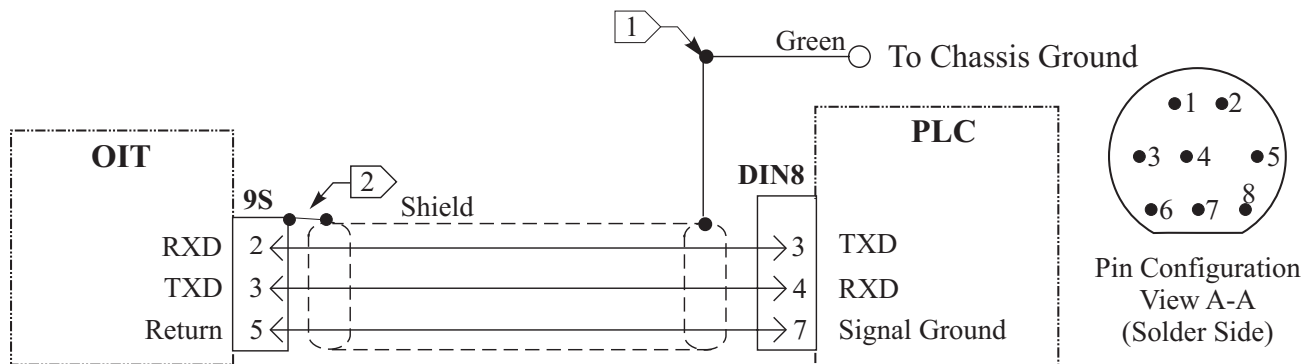 1
Green
To Chassis Ground
OIT
PLC
1 2
3 4 5
6 7 8
9S
2
Shield
DIN8
RXD 2 3 TXD
TXD 3 4 RXD
Return 5 7 Signal Ground
Pin Configuration
View A-A
(Solder Side)